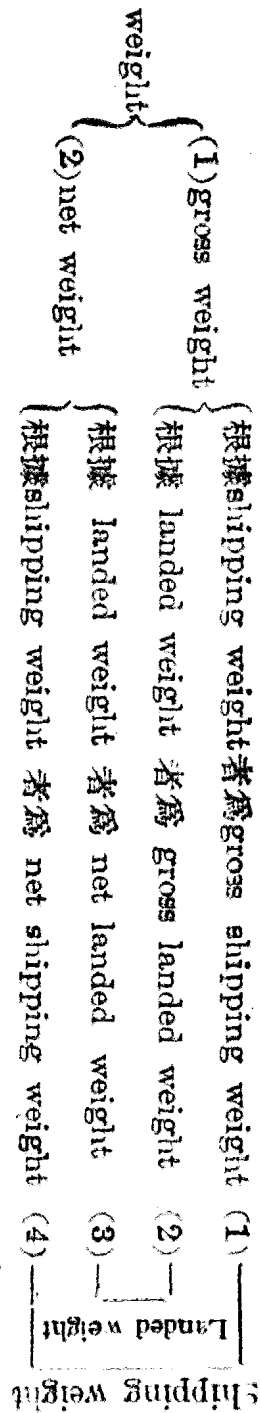 weight
(1)gross weight
根據shipping weight者爲gross shipping weight (1)
根據 landed weight 者爲 gross landed weight (2)
(2)net weight
根據 landed weight 者爲 net landed weight (3)
根據shipping weight 者爲 net shipping weight (4)
Landed weight
Shipping weight